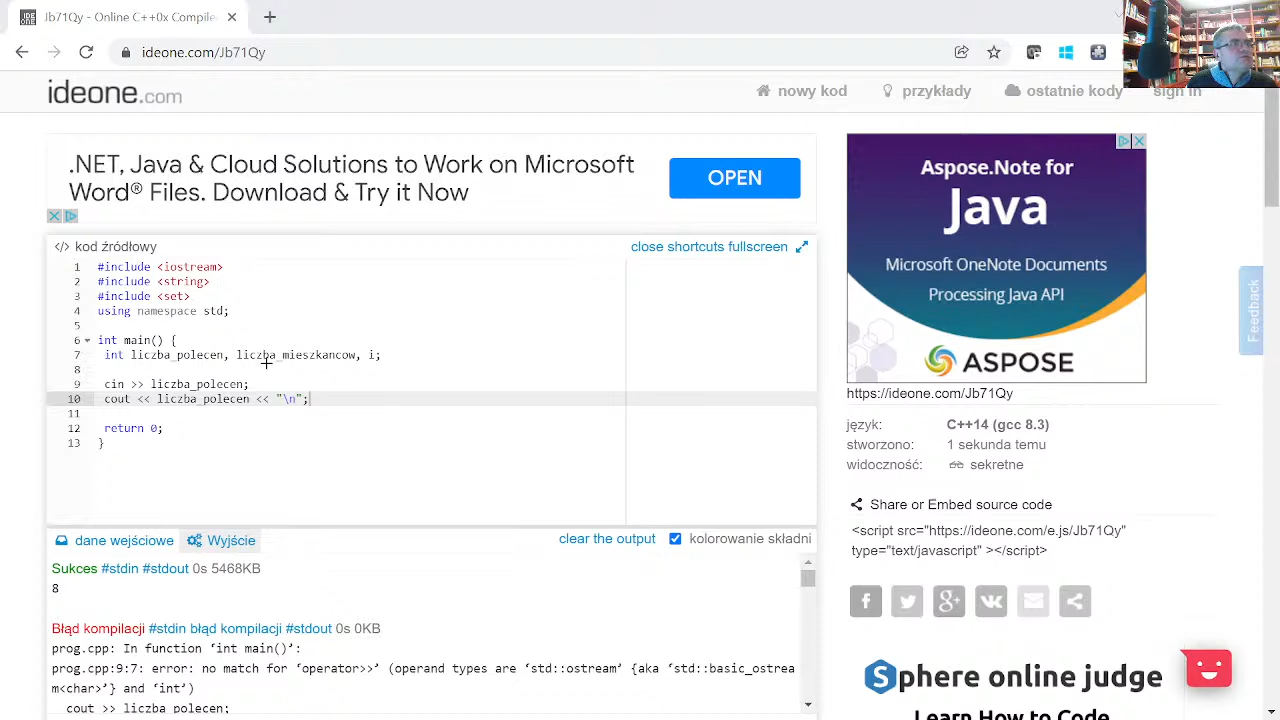 Jb71Qy - Online C++0x Compile
ideone.com/Jb71Qy
ideone.com
nowy kod
przykłady
ostatnie kody
sign in
.NET, Java & Cloud Solutions to Work on Microsoft
Word® Files. Download & Try it Now
OPEN
</> kod źródłowy
close shortcuts fullscreen
1 #include <iostream>
2 #include <string>
3 #include <set>
4 using namespace std;
5
6 int main() {
7 int liczba_polecen, liczba_mieszkancow, i;
8
9 cin >> liczba_polecen;
10 cout << liczba_polecen << "\n";
11
12 return 0;
13 }
dane wejściowe
Wyjście
clear the output
kolorowanie składni
Sukces #stdin #stdout 0s 5468KB
8
Błąd kompilacji #stdin błąd kompilacji #stdout 0s 0KB
prog.cpp: In function ‘int main()’:
prog.cpp:9:7: error: no match for ‘operator>>’ (operand types are ‘std::ostream’ {aka ‘std::basic_ostrea
m<char>’} and ‘int’)
cout >> liczba_polecen;
Aspose.Note for
Java
Microsoft OneNote Documents
Processing Java API
ASPOSE
https://ideone.com/Jb71Qy
język: C++14 (gcc 8.3)
stworzono: 1 sekunda temu
widoczność: sekretne
Share or Embed source code
<script src="https://ideone.com/e.js/Jb71Qy"
type="text/javascript" ></script>
Sphere online judge
Learn How to Code
Feedback